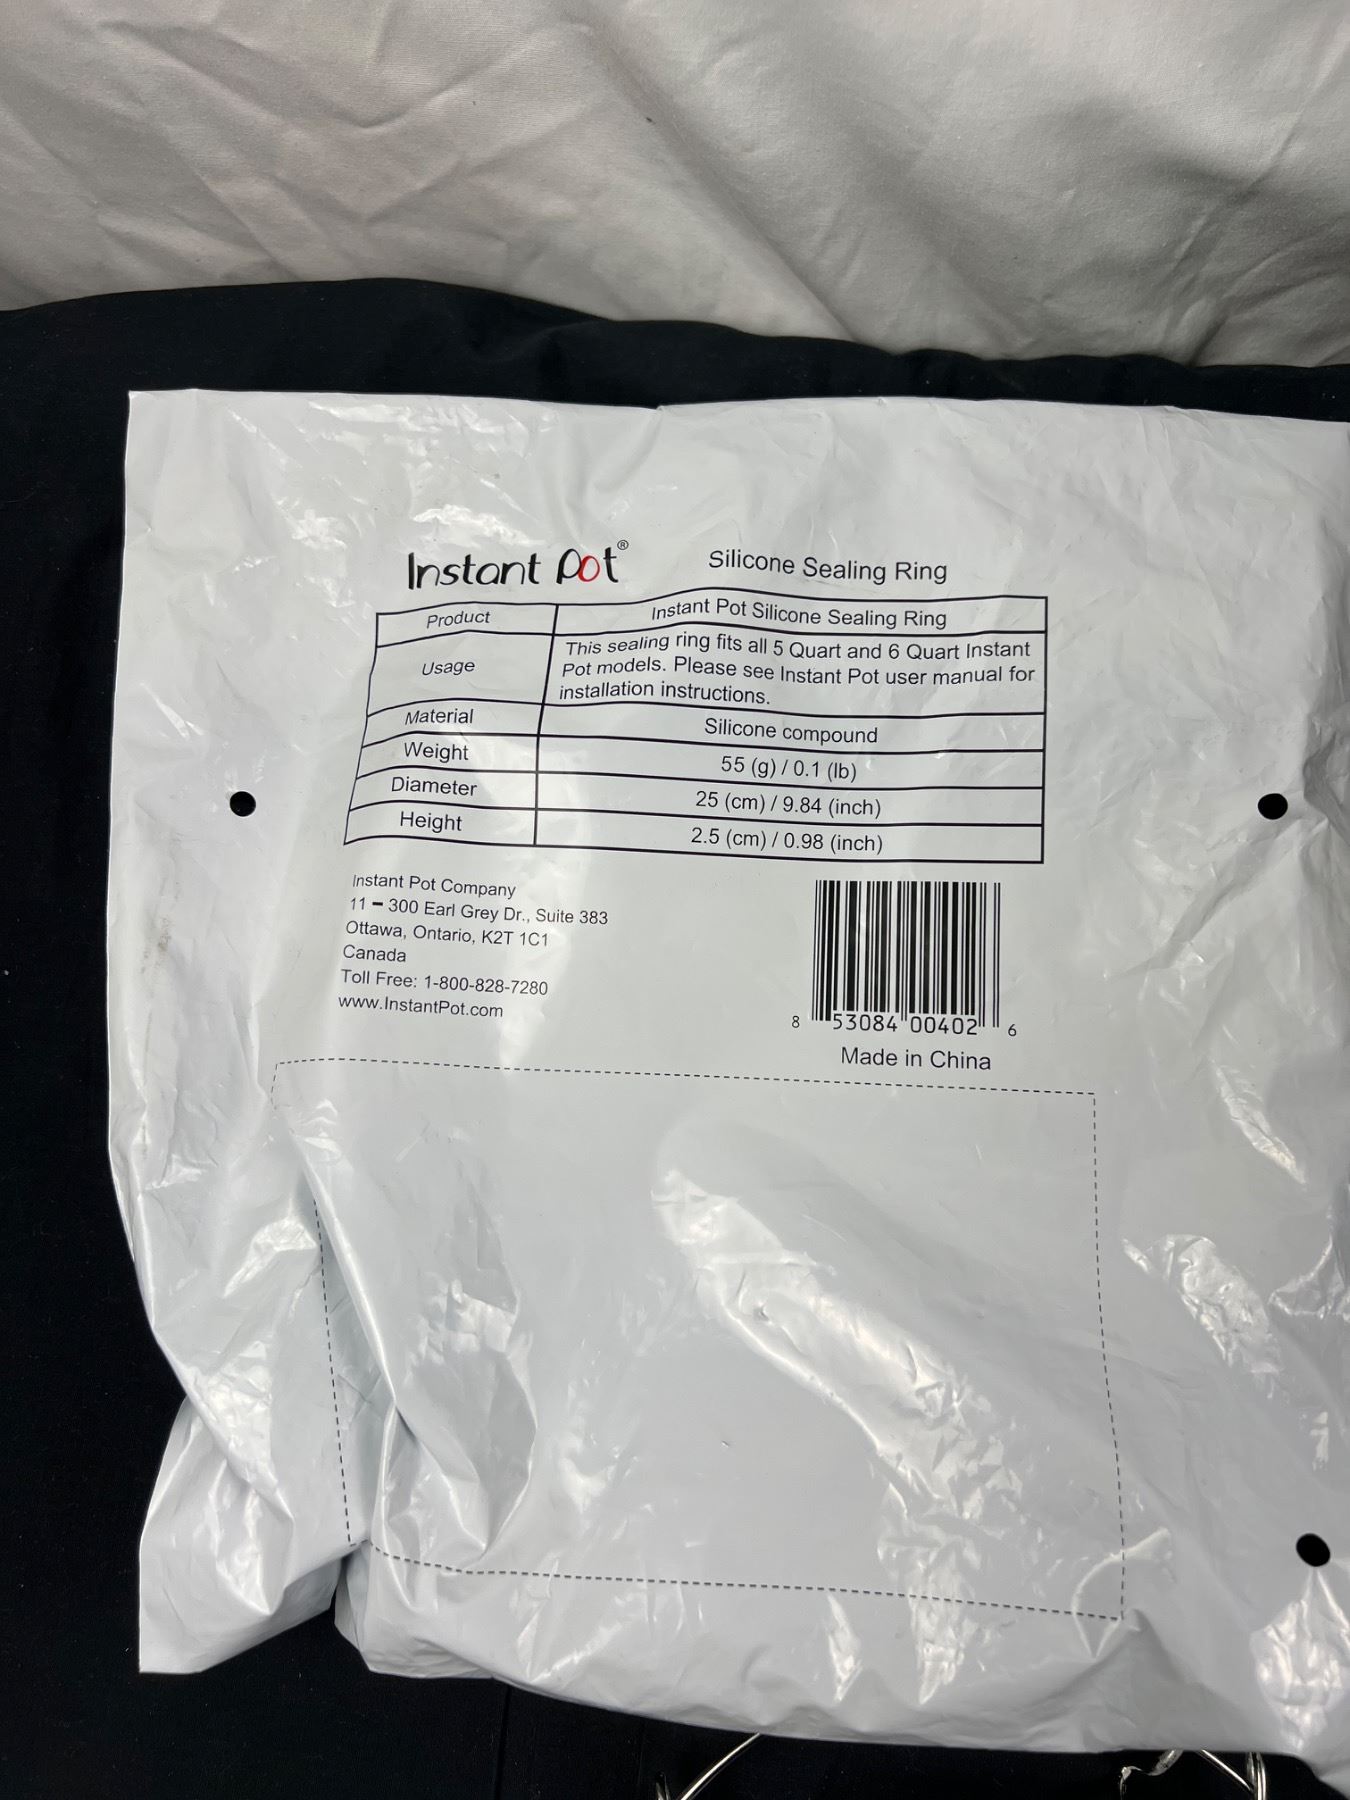 Instant Pot®
Silicone Sealing Ring
Product Instant Pot Silicone Sealing Ring
Usage This sealing ring fits all 5 Quart and 6 Quart Instant
Pot models. Please see Instant Pot user manual for
installation instructions.
Material Silicone compound
Weight 55 (g) / 0.1 (lb)
Diameter 25 (cm) / 9.84 (inch)
Height 2.5 (cm) / 0.98 (inch)
Instant Pot Company
11 – 300 Earl Grey Dr., Suite 383
Ottawa, Ontario, K2T 1C1
Canada
Toll Free: 1-800-828-7280
www.InstantPot.com
8 53084 00402 6
Made in China